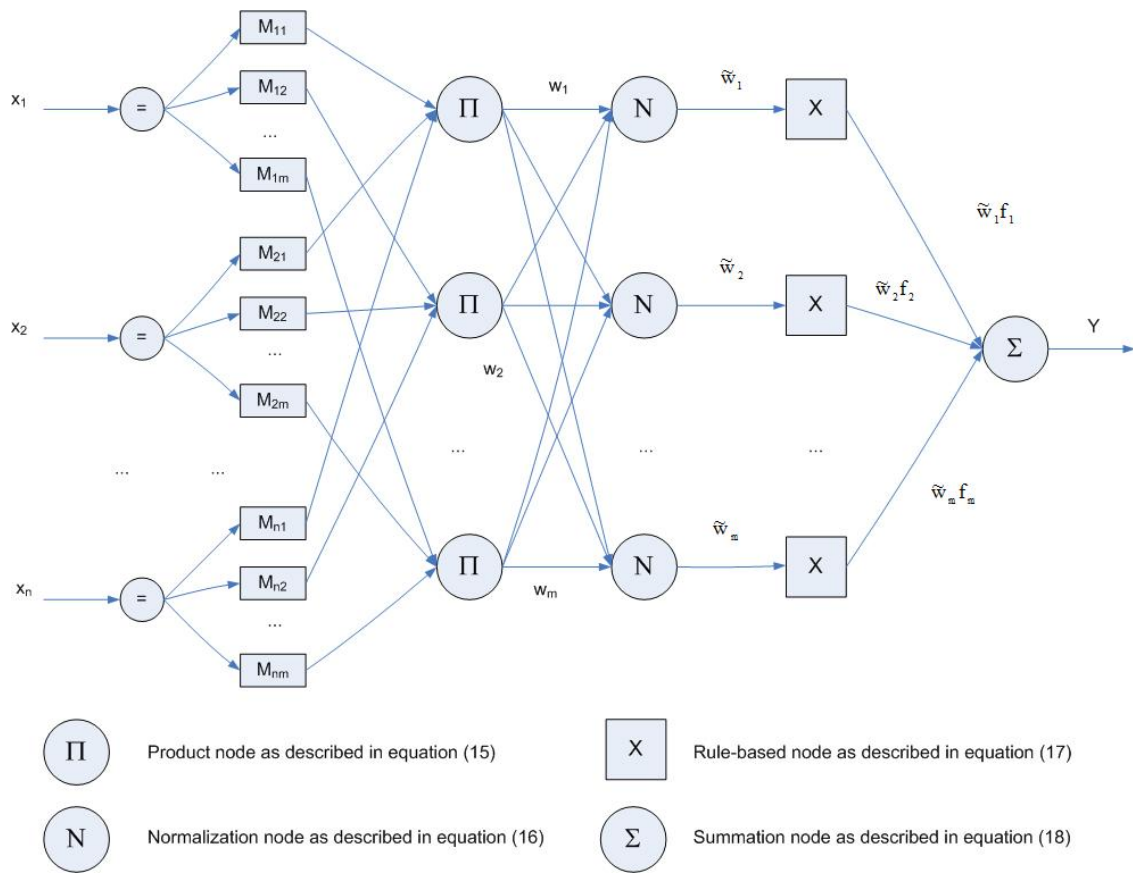 M₁₁
x₁
=
M₁₂
...
M₁ₘ
Π
w₁
N
w̃₁
X
w̃₁f₁
M₂₁
x₂
=
M₂₂
...
M₂ₘ
Π
w₂
N
w̃₂
X
w̃₂f₂
Σ
Y
...
...
...
...
...
Mₙ₁
xₙ
=
Mₙ₂
...
Mₙₘ
Π
wₘ
N
w̃ₘ
X
w̃ₘfₘ
Π
Product node as described in equation (15)
X
Rule-based node as described in equation (17)
N
Normalization node as described in equation (16)
Σ
Summation node as described in equation (18)